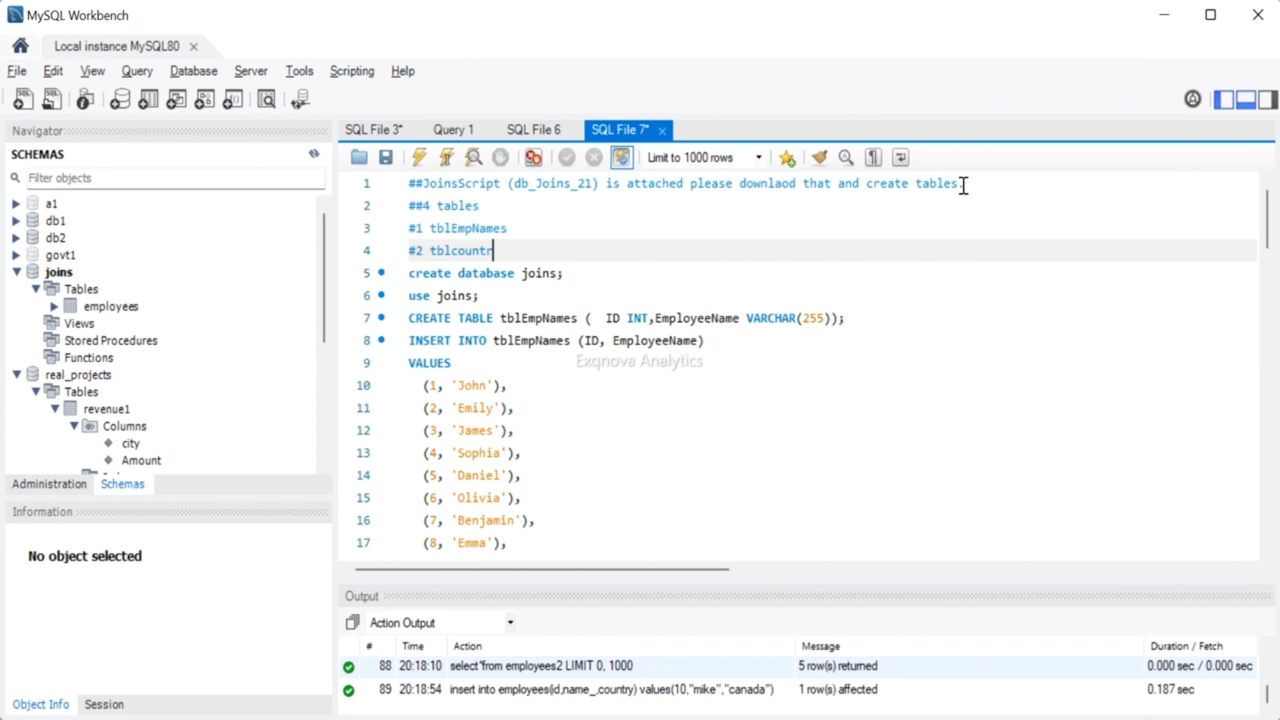 MySQL Workbench
Local instance MySQL80
File Edit View Query Database Server Tools Scripting Help
Navigator
SCHEMAS
Filter objects
a1
db1
db2
govt1
joins
Tables
employees
Views
Stored Procedures
Functions
real_projects
Tables
revenue1
Columns
city
Amount
Administration Schemas
Information
No object selected
Object Info Session
SQL File 3* Query 1 SQL File 6 SQL File 7*
Limit to 1000 rows
1 ##JoinsScript (db_Joins_21) is attached please downlaod that and create tables.
2 ##4 tables
3 #1 tblEmpNames
4 #2 tblcountr
5 create database joins;
6 use joins;
7 CREATE TABLE tblEmpNames ( ID INT,EmployeeName VARCHAR(255));
8 INSERT INTO tblEmpNames (ID, EmployeeName)
9 VALUES
Exqnova Analytics
10 (1, 'John'),
11 (2, 'Emily'),
12 (3, 'James'),
13 (4, 'Sophia'),
14 (5, 'Daniel'),
15 (6, 'Olivia'),
16 (7, 'Benjamin'),
17 (8, 'Emma'),
Output
Action Output
# Time Action Message Duration / Fetch
88 20:18:10 select*from employees2 LIMIT 0, 1000 5 row(s) returned 0.000 sec / 0.000 sec
89 20:18:54 insert into employees(id,name_,country) values(10,"mike","canada") 1 row(s) affected 0.187 sec